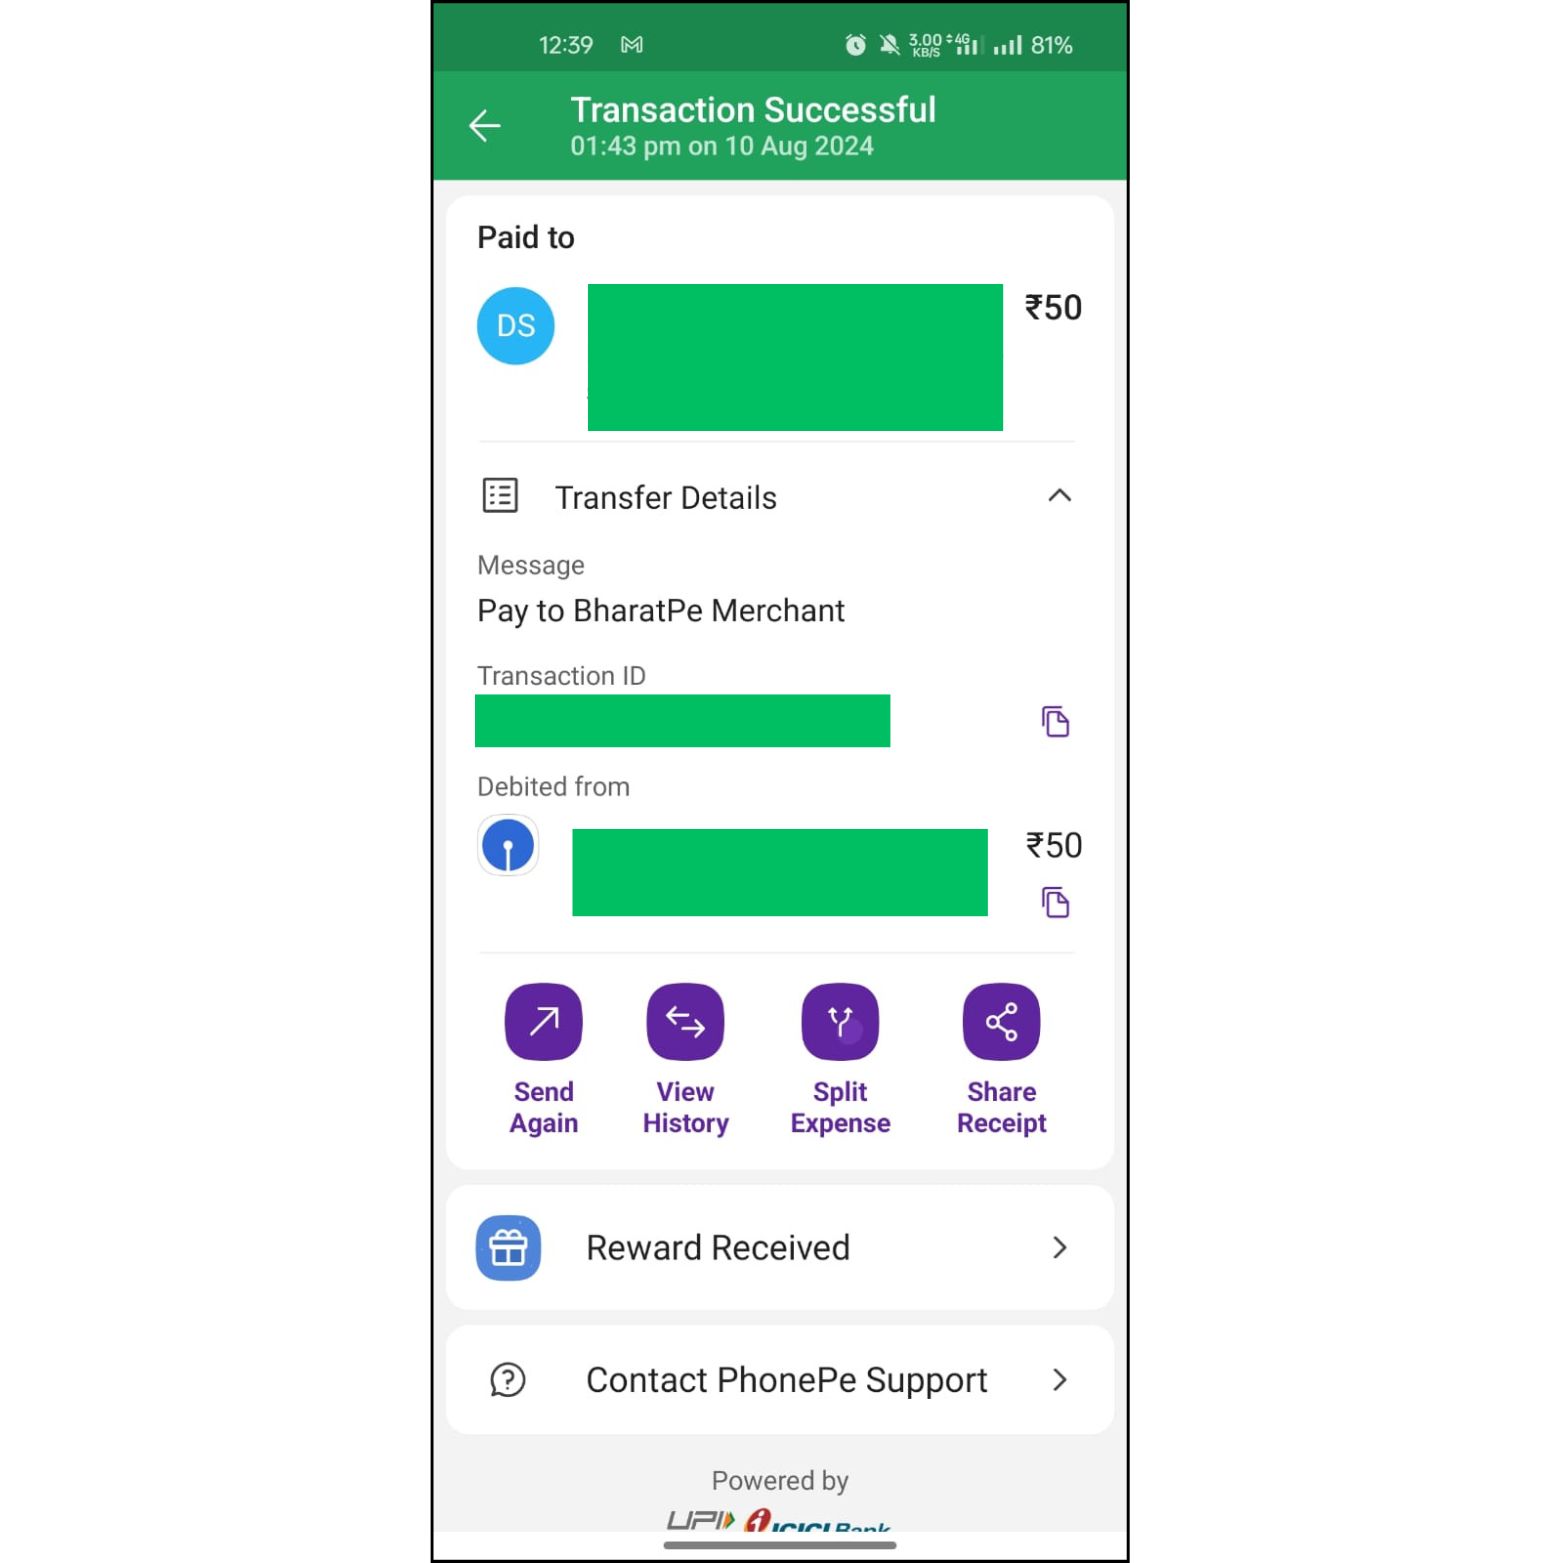 12:39 3.00 KB/S 4G 81%
Transaction Successful
01:43 pm on 10 Aug 2024
Paid to
DS ₹50
Transfer Details
Message
Pay to BharatPe Merchant
Transaction ID
Debited from
₹50
Send Again
View History
Split Expense
Share Receipt
Reward Received
Contact PhonePe Support
Powered by
UPI ICICI Bank